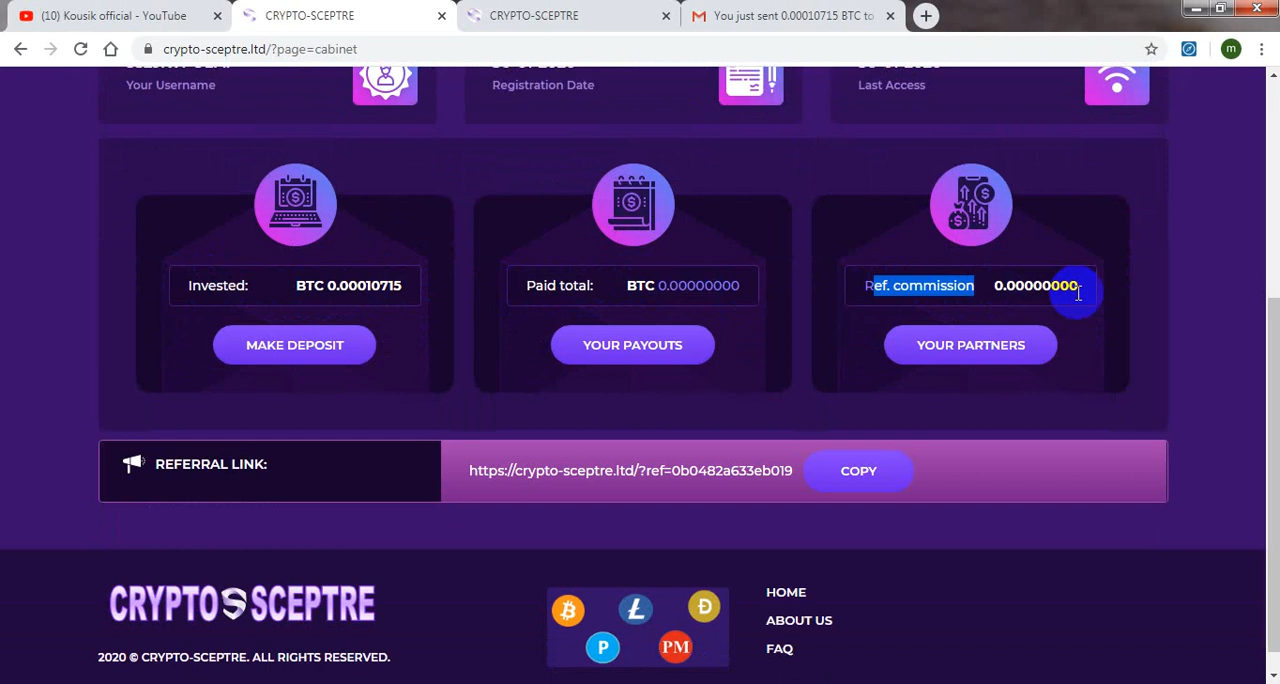 (10) Kousik official - YouTube
CRYPTO-SCEPTRE
CRYPTO-SCEPTRE
You just sent 0.00010715 BTC to
crypto-sceptre.ltd/?page=cabinet
m
Your Username
Registration Date
Last Access
Invested: BTC 0.00010715
Paid total: BTC 0.00000000
Ref. commission 0.00000000
MAKE DEPOSIT
YOUR PAYOUTS
YOUR PARTNERS
REFERRAL LINK:
https://crypto-sceptre.ltd/?ref=0b0482a633eb019
COPY
CRYPTO SCEPTRE
2020 © CRYPTO-SCEPTRE. ALL RIGHTS RESERVED.
P
PM
HOME
ABOUT US
FAQ